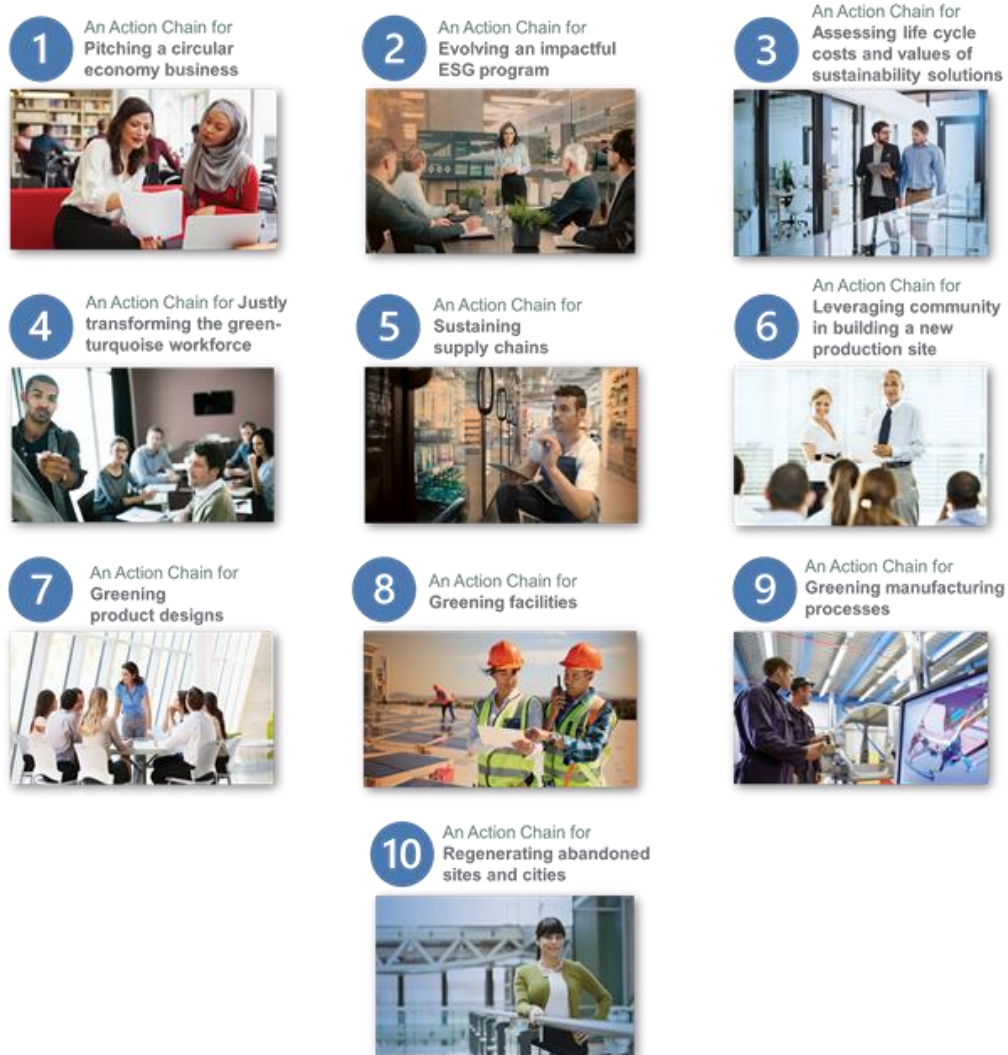 1
An Action Chain for
Pitching a circular
economy business
2
An Action Chain for
Evolving an impactful
ESG program
3
An Action Chain for
Assessing life cycle
costs and values of
sustainability solutions
4
An Action Chain for Justly
transforming the green-
turquoise workforce
5
An Action Chain for
Sustaining
supply chains
6
An Action Chain for
Leveraging community
in building a new
production site
7
An Action Chain for
Greening
product designs
8
An Action Chain for
Greening facilities
9
An Action Chain for
Greening manufacturing
processes
10
An Action Chain for
Regenerating abandoned
sites and cities